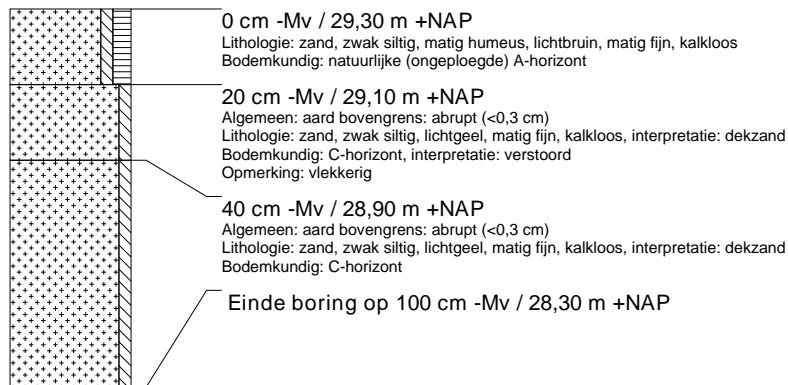 0 cm -Mv / 29,30 m +NAP
Lithologie: zand, zwak siltig, matig humeus, lichtbruin, matig fijn, kalkloos
Bodemkundig: natuurlijke (ongeploegde) A-horizont
20 cm -Mv / 29,10 m +NAP
Algemeen: aard bovengrens: abrupt (<0,3 cm)
Lithologie: zand, zwak siltig, lichtgeel, matig fijn, kalkloos, interpretatie: dekzand
Bodemkundig: C-horizont, interpretatie: verstoord
Opmerking: vlekkerig
40 cm -Mv / 28,90 m +NAP
Algemeen: aard bovengrens: abrupt (<0,3 cm)
Lithologie: zand, zwak siltig, lichtgeel, matig fijn, kalkloos, interpretatie: dekzand
Bodemkundig: C-horizont
Einde boring op 100 cm -Mv / 28,30 m +NAP